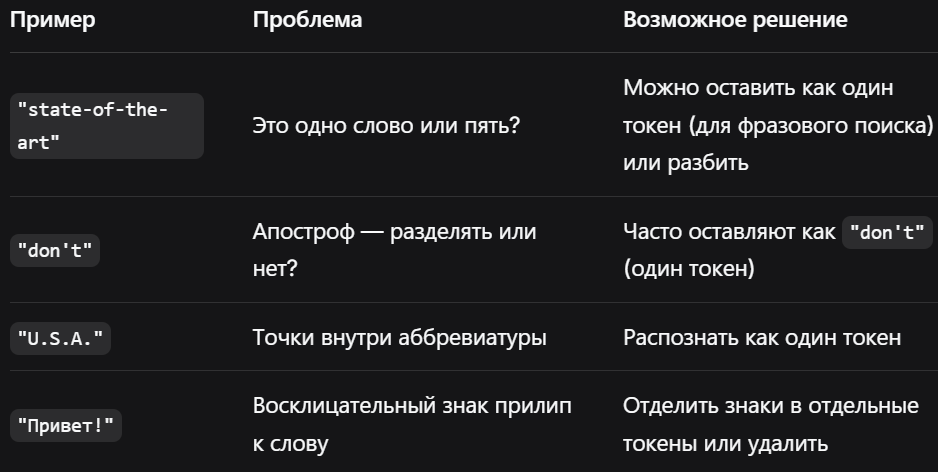 Пример Проблема Возможное решение
"state-of-the-
art"
Это одно слово или пять?
Можно оставить как один
токен (для фразового поиска)
или разбить
"don't"
Апостроф — разделять или
нет?
Часто оставляют как "don't"
(один токен)
"U.S.A."
Точки внутри аббревиатуры
Распознать как один токен
"Привет!"
Восклицательный знак прилип
к слову
Отделить знаки в отдельные
токены или удалить